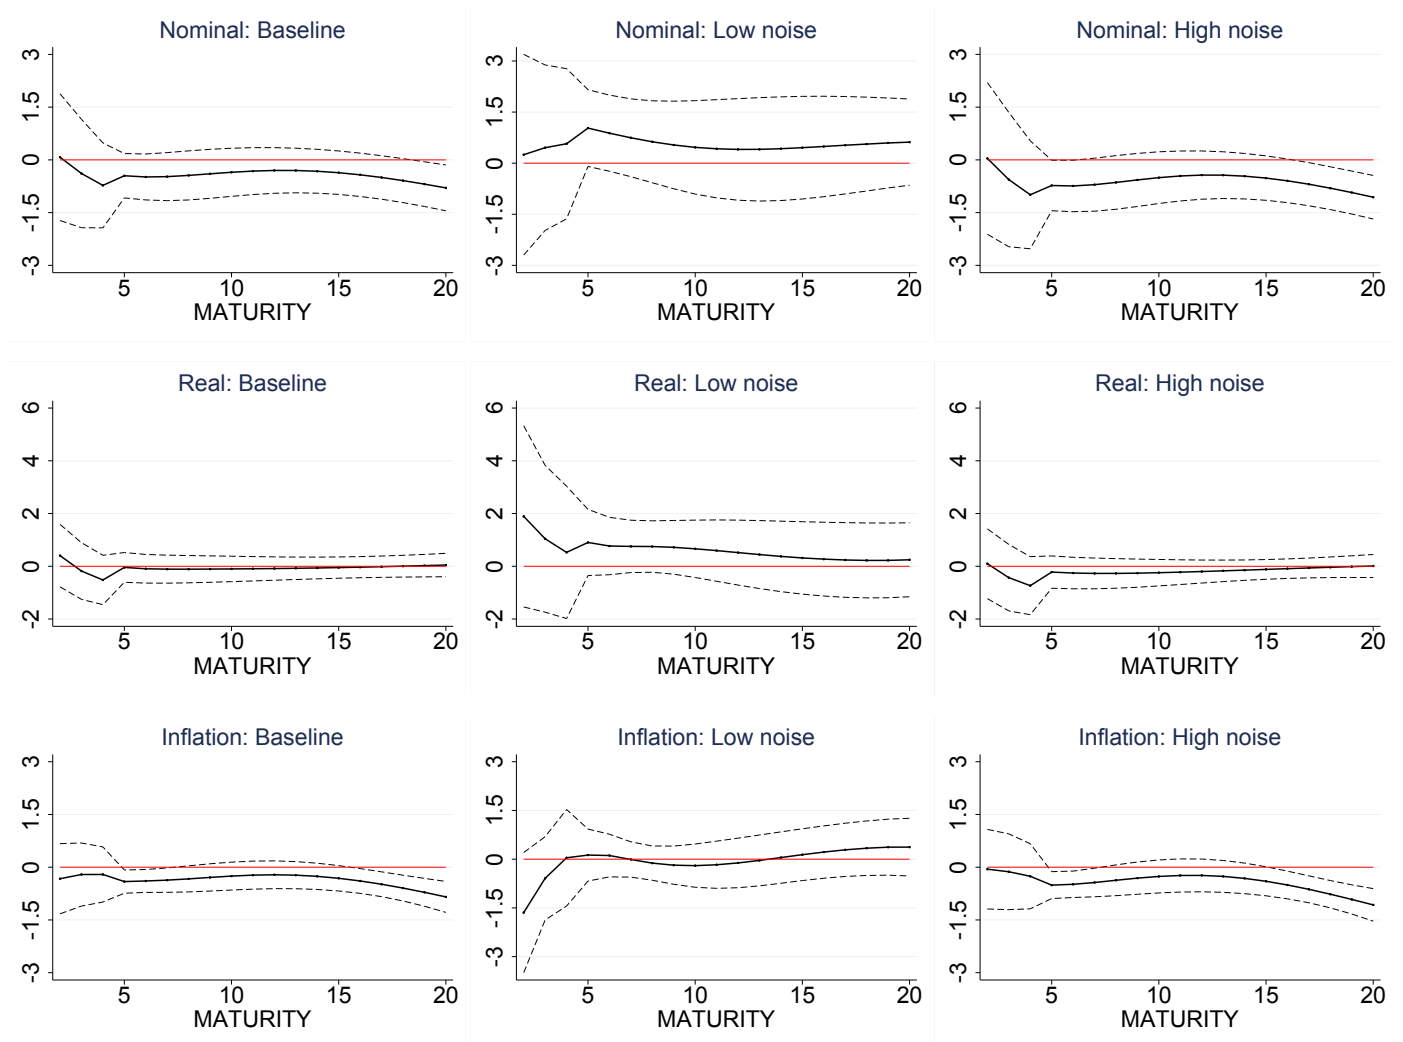 Nominal: Baseline
3
1.5
0
-1.5
-3
5 10 15 20
MATURITY
Nominal: Low noise
3
1.5
0
-1.5
-3
5 10 15 20
MATURITY
Nominal: High noise
3
1.5
0
-1.5
-3
5 10 15 20
MATURITY
Real: Baseline
6
4
2
0
-2
5 10 15 20
MATURITY
Real: Low noise
6
4
2
0
-2
5 10 15 20
MATURITY
Real: High noise
6
4
2
0
-2
5 10 15 20
MATURITY
Inflation: Baseline
3
1.5
0
-1.5
-3
5 10 15 20
MATURITY
Inflation: Low noise
3
1.5
0
-1.5
-3
5 10 15 20
MATURITY
Inflation: High noise
3
1.5
0
-1.5
-3
5 10 15 20
MATURITY